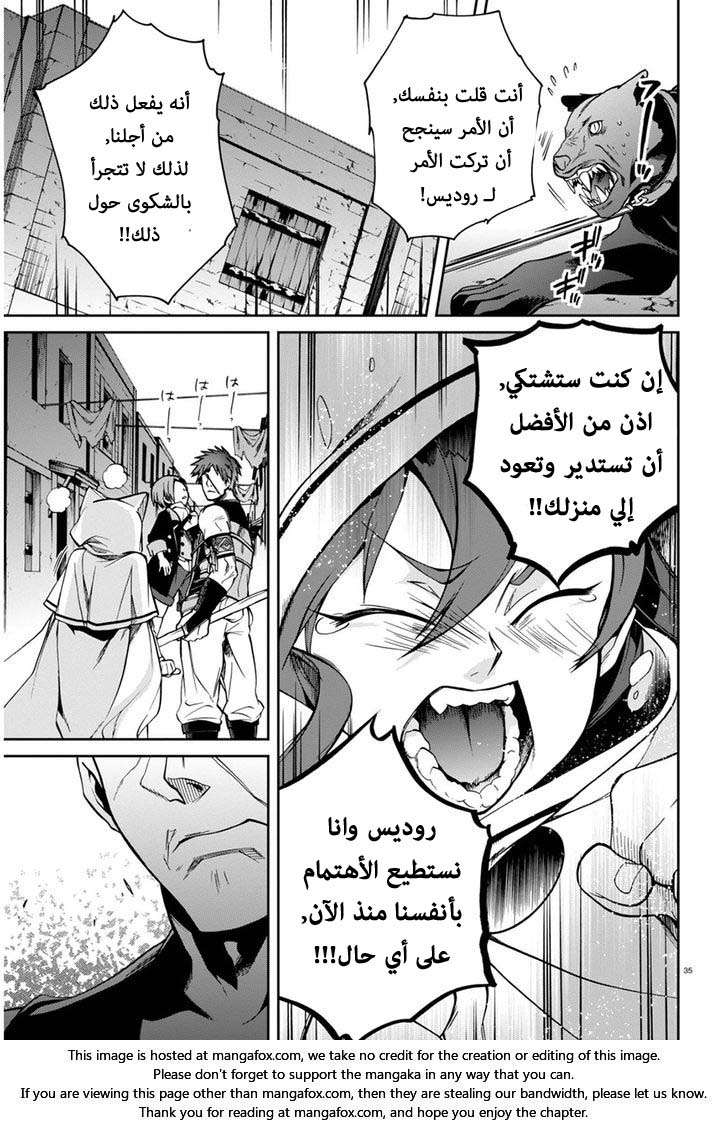 أنت قلت بنفسك,
أن الأمر سينجح
أن تركت الأمر
لـ روديس!
أنه يفعل ذلك
من أجلنا,
لذلك لا تتجرأ
بالشكوى حول
ذلك!!
إن كنت ستشتكي,
اذن من الأفضل
أن تستدير وتعود
إلي منزلك!!
روديس وانا
نستطيع الأهتمام
بأنفسنا منذ الآن,
على أي حال!!!
35
This image is hosted at mangafox.com, we take no credit for the creation or editing of this image.
Please don't forget to support the mangaka in any way that you can.
If you are viewing this page other than mangafox.com, then they are stealing our bandwidth, please let us know.
Thank you for reading at mangafox.com, and hope you enjoy the chapter.